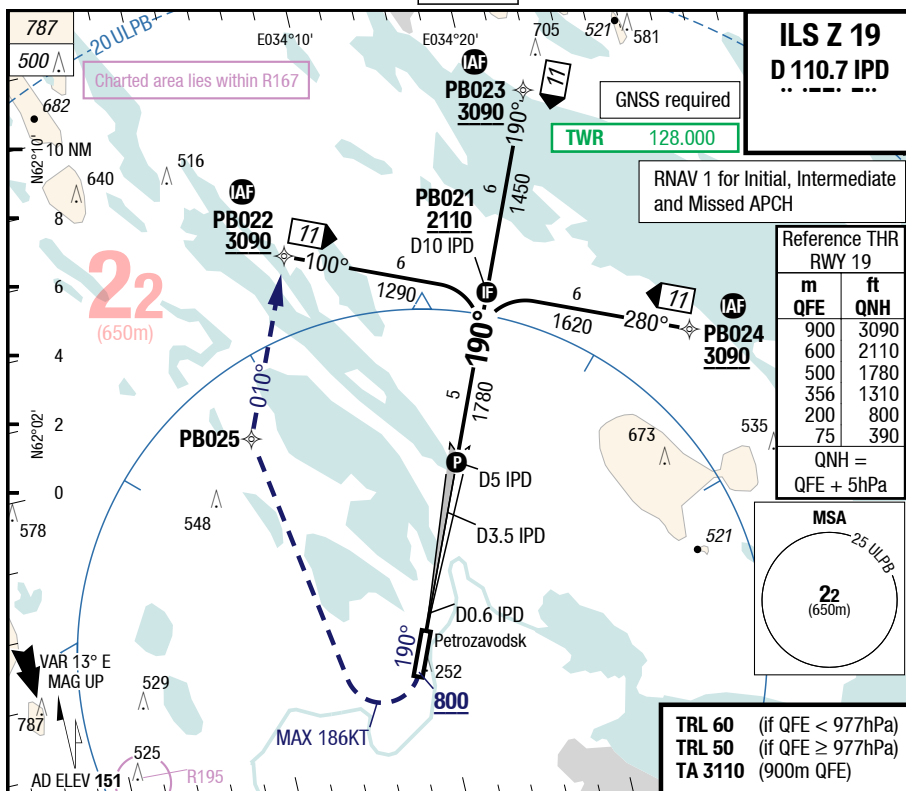 787
500
20 ULPB
Charted area lies within R167
E034°10'
E034°20'
705
521
581
ILS Z 19
D 110.7 IPD
GNSS required
TWR 128.000
RNAV 1 for Initial, Intermediate
and Missed APCH
IAF
PB023
3090
11
190°
6
1450
682
N62°10'
10 NM
640
516
8
IAF
PB022
3090
11
100°
6
1290
PB021
2110
D10 IPD
IF
6
1620
280°
11
IAF
PB024
3090
22
(650m)
6
4
2
0
N62°02'
010°
PB025
190°
5
1780
P
D5 IPD
D3.5 IPD
D0.6 IPD
673
535
521
578
548
Reference THR
RWY 19
m ft
QFE QNH
900 3090
600 2110
500 1780
356 1310
200 800
75 390
QNH =
QFE + 5hPa
MSA
25 ULPB
22
(650m)
190°
Petrozavodsk
252
800
MAX 186KT
VAR 13° E
MAG UP
787
529
525
R195
AD ELEV 151
TRL 60 (if QFE < 977hPa)
TRL 50 (if QFE ≥ 977hPa)
TA 3110 (900m QFE)